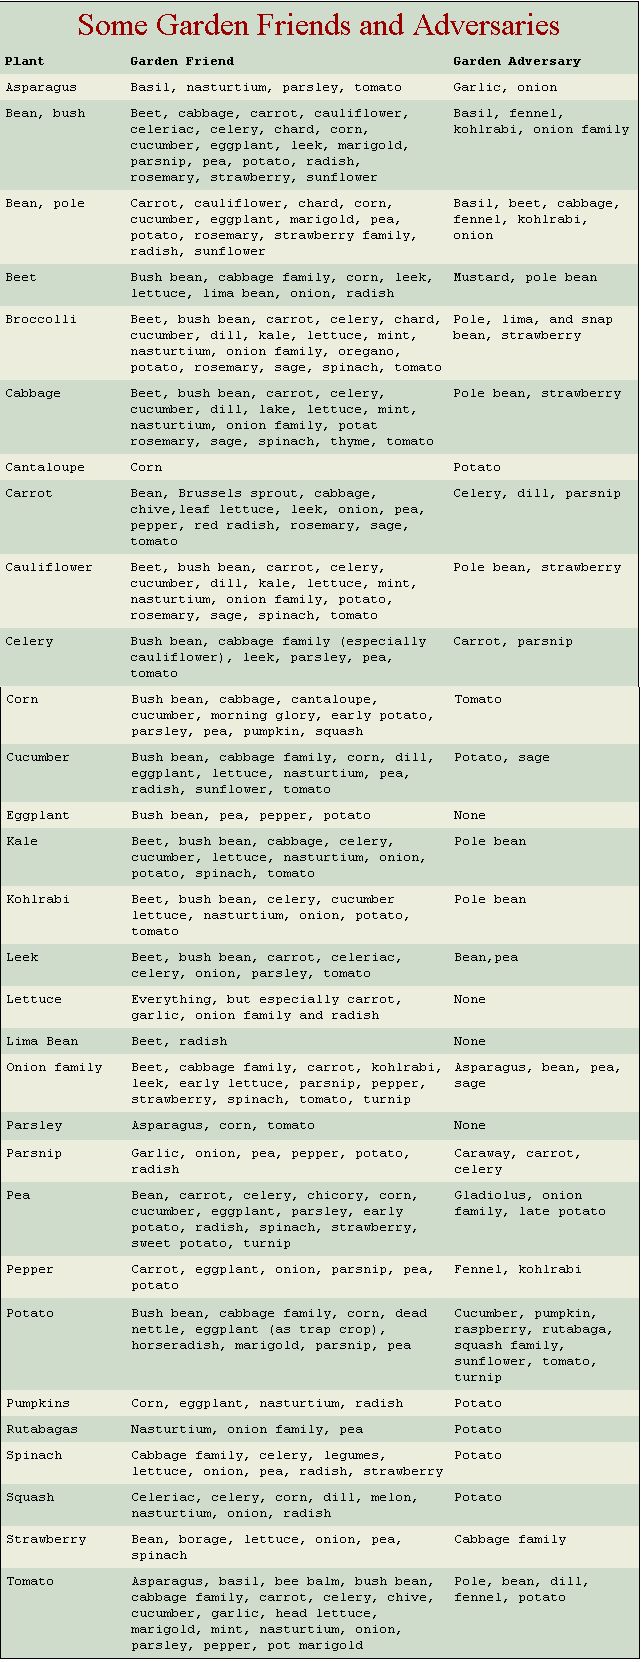 Some Garden Friends and Adversaries
Plant Garden Friend Garden Adversary
Asparagus Basil, nasturtium, parsley, tomato Garlic, onion
Bean, bush Beet, cabbage, carrot, cauliflower, Basil, fennel,
celeriac, celery, chard, corn, kohlrabi, onion family
cucumber, eggplant, leek, marigold,
parsnip, pea, potato, radish,
rosemary, strawberry, sunflower
Bean, pole Carrot, cauliflower, chard, corn, Basil, beet, cabbage,
cucumber, eggplant, marigold, pea, fennel, kohlrabi,
potato, rosemary, strawberry family, onion
radish, sunflower
Beet Bush bean, cabbage family, corn, leek, Mustard, pole bean
lettuce, lima bean, onion, radish
Broccolli Beet, bush bean, carrot, celery, chard, Pole, lima, and snap
cucumber, dill, kale, lettuce, mint, bean, strawberry
nasturtium, onion family, oregano,
potato, rosemary, sage, spinach, tomato
Cabbage Beet, bush bean, carrot, celery, Pole bean, strawberry
cucumber, dill, lake, lettuce, mint,
nasturtium, onion family, potat
rosemary, sage, spinach, thyme, tomato
Cantaloupe Corn Potato
Carrot Bean, Brussels sprout, cabbage, Celery, dill, parsnip
chive,leaf lettuce, leek, onion, pea,
pepper, red radish, rosemary, sage,
tomato
Cauliflower Beet, bush bean, carrot, celery, Pole bean, strawberry
cucumber, dill, kale, lettuce, mint,
nasturtium, onion family, potato,
rosemary, sage, spinach, tomato
Celery Bush bean, cabbage family (especially Carrot, parsnip
cauliflower), leek, parsley, pea,
tomato
Corn Bush bean, cabbage, cantaloupe, Tomato
cucumber, morning glory, early potato,
parsley, pea, pumpkin, squash
Cucumber Bush bean, cabbage family, corn, dill, Potato, sage
eggplant, lettuce, nasturtium, pea,
radish, sunflower, tomato
Eggplant Bush bean, pea, pepper, potato None
Kale Beet, bush bean, cabbage, celery, Pole bean
cucumber, lettuce, nasturtium, onion,
potato, spinach, tomato
Kohlrabi Beet, bush bean, celery, cucumber Pole bean
lettuce, nasturtium, onion, potato,
tomato
Leek Beet, bush bean, carrot, celeriac, Bean,pea
celery, onion, parsley, tomato
Lettuce Everything, but especially carrot, None
garlic, onion family and radish
Lima Bean Beet, radish None
Onion family Beet, cabbage family, carrot, kohlrabi, Asparagus, bean, pea,
leek, early lettuce, parsnip, pepper, sage
strawberry, spinach, tomato, turnip
Parsley Asparagus, corn, tomato None
Parsnip Garlic, onion, pea, pepper, potato, Caraway, carrot,
radish celery
Pea Bean, carrot, celery, chicory, corn, Gladiolus, onion
cucumber, eggplant, parsley, early family, late potato
potato, radish, spinach, strawberry,
sweet potato, turnip
Pepper Carrot, eggplant, onion, parsnip, pea, Fennel, kohlrabi
potato
Potato Bush bean, cabbage family, corn, dead Cucumber, pumpkin,
nettle, eggplant (as trap crop), raspberry, rutabaga,
horseradish, marigold, parsnip, pea squash family,
sunflower, tomato,
turnip
Pumpkins Corn, eggplant, nasturtium, radish Potato
Rutabagas Nasturtium, onion family, pea Potato
Spinach Cabbage family, celery, legumes, Potato
lettuce, onion, pea, radish, strawberry
Squash Celeriac, celery, corn, dill, melon, Potato
nasturtium, onion, radish
Strawberry Bean, borage, lettuce, onion, pea, Cabbage family
spinach
Tomato Asparagus, basil, bee balm, bush bean, Pole, bean, dill,
cabbage family, carrot, celery, chive, fennel, potato
cucumber, garlic, head lettuce,
marigold, mint, nasturtium, onion,
parsley, pepper, pot marigold